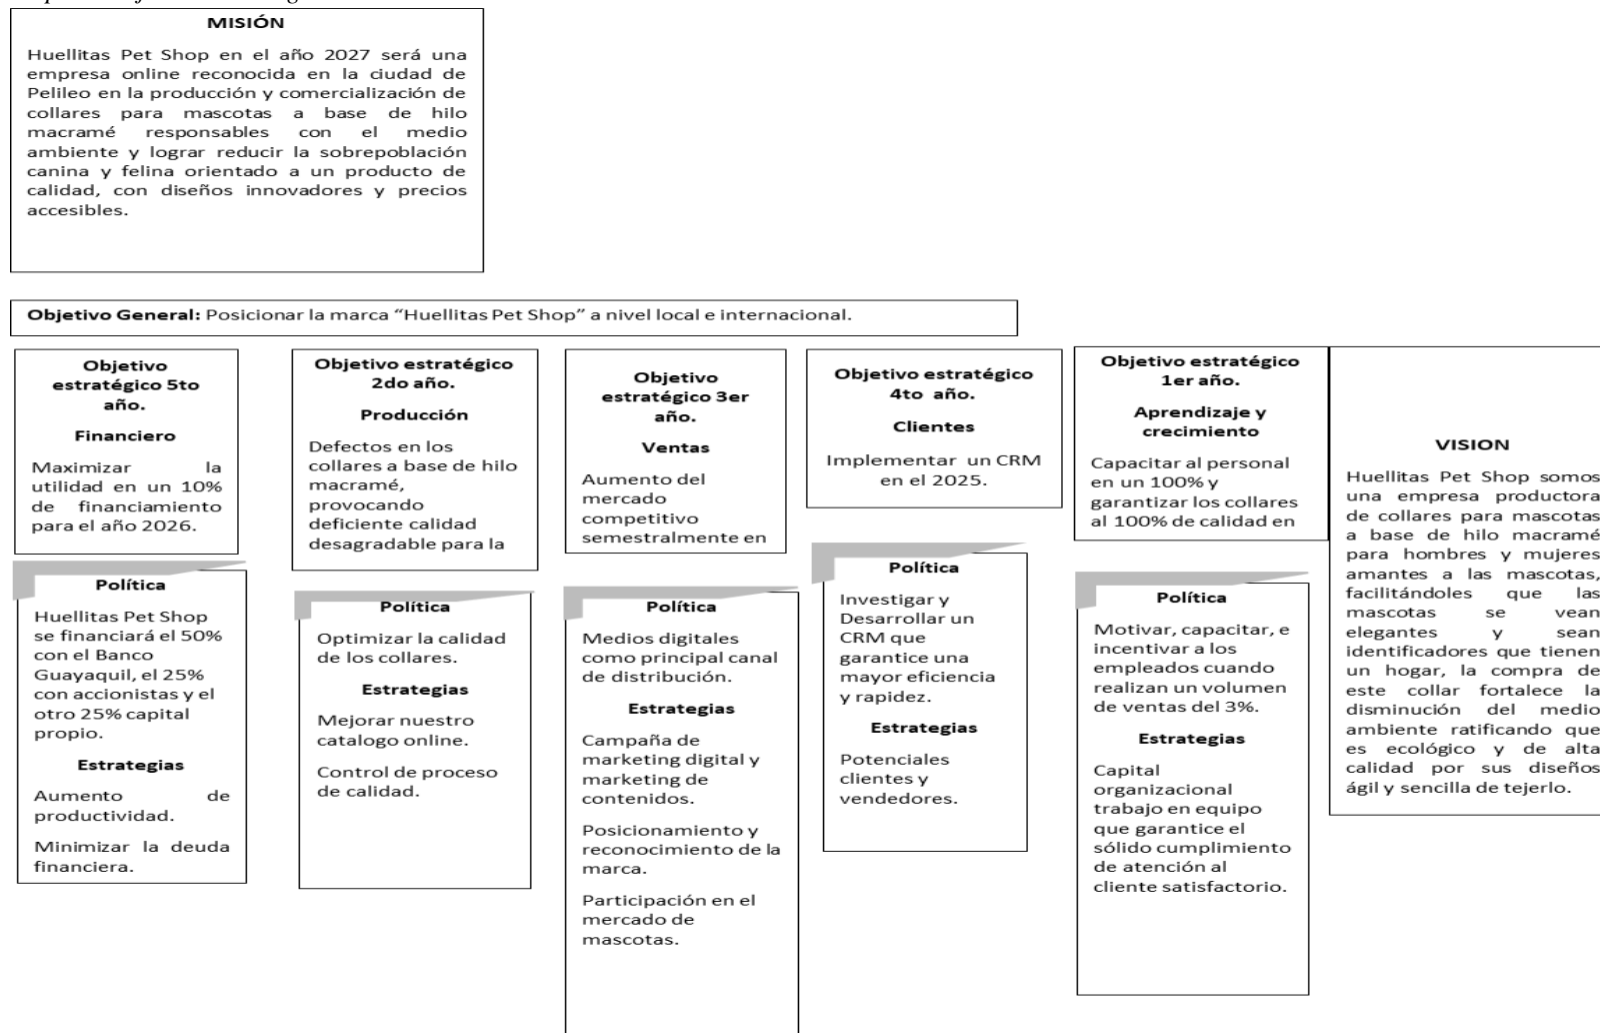 MISIÓN
Huellitas Pet Shop en el año 2027 será una
empresa online reconocida en la ciudad de
Pelileo en la producción y comercialización de
collares para mascotas a base de hilo
macramé responsables con el medio
ambiente y lograr reducir la sobrepoblación
canina y felina orientado a un producto de
calidad, con diseños innovadores y precios
accesibles.
Objetivo General: Posicionar la marca “Huellitas Pet Shop” a nivel local e internacional.
Objetivo
estratégico 5to
año.
Financiero
Maximizar la
utilidad en un 10%
de financiamiento
para el año 2026.
Política
Huellitas Pet Shop
se financiará el 50%
con el Banco
Guayaquil, el 25%
con accionistas y el
otro 25% capital
propio.
Estrategias
Aumento de
productividad.
Minimizar la deuda
financiera.
Objetivo estratégico
2do año.
Producción
Defectos en los
collares a base de hilo
macramé,
provocando
deficiente calidad
desagradable para la
Política
Optimizar la calidad
de los collares.
Estrategias
Mejorar nuestro
catalogo online.
Control de proceso
de calidad.
Objetivo
estratégico 3er
año.
Ventas
Aumento del
mercado
competitivo
semestralmente en
Política
Medios digitales
como principal canal
de distribución.
Estrategias
Campaña de
marketing digital y
marketing de
contenidos.
Posicionamiento y
reconocimiento de la
marca.
Participación en el
mercado de
mascotas.
Objetivo estratégico
4to año.
Clientes
Implementar un CRM
en el 2025.
Política
Investigar y
Desarrollar un
CRM que
garantice una
mayor eficiencia
y rapidez.
Estrategias
Potenciales
clientes y
vendedores.
Objetivo estratégico
1er año.
Aprendizaje y
crecimiento
Capacitar al personal
en un 100% y
garantizar los collares
al 100% de calidad en
Política
Motivar, capacitar, e
incentivar a los
empleados cuando
realizan un volumen
de ventas del 3%.
Estrategias
Capital
organizacional
trabajo en equipo
que garantice el
sólido cumplimiento
de atención al
cliente satisfactorio.
VISION
Huellitas Pet Shop somos
una empresa productora
de collares para mascotas
a base de hilo macramé
para hombres y mujeres
amantes a las mascotas,
facilitándoles que las
mascotas se vean
elegantes y sean
identificadores que tienen
un hogar, la compra de
este collar fortalece la
disminución del medio
ambiente ratificando que
es ecológico y de alta
calidad por sus diseños
ágil y sencilla de tejerlo.